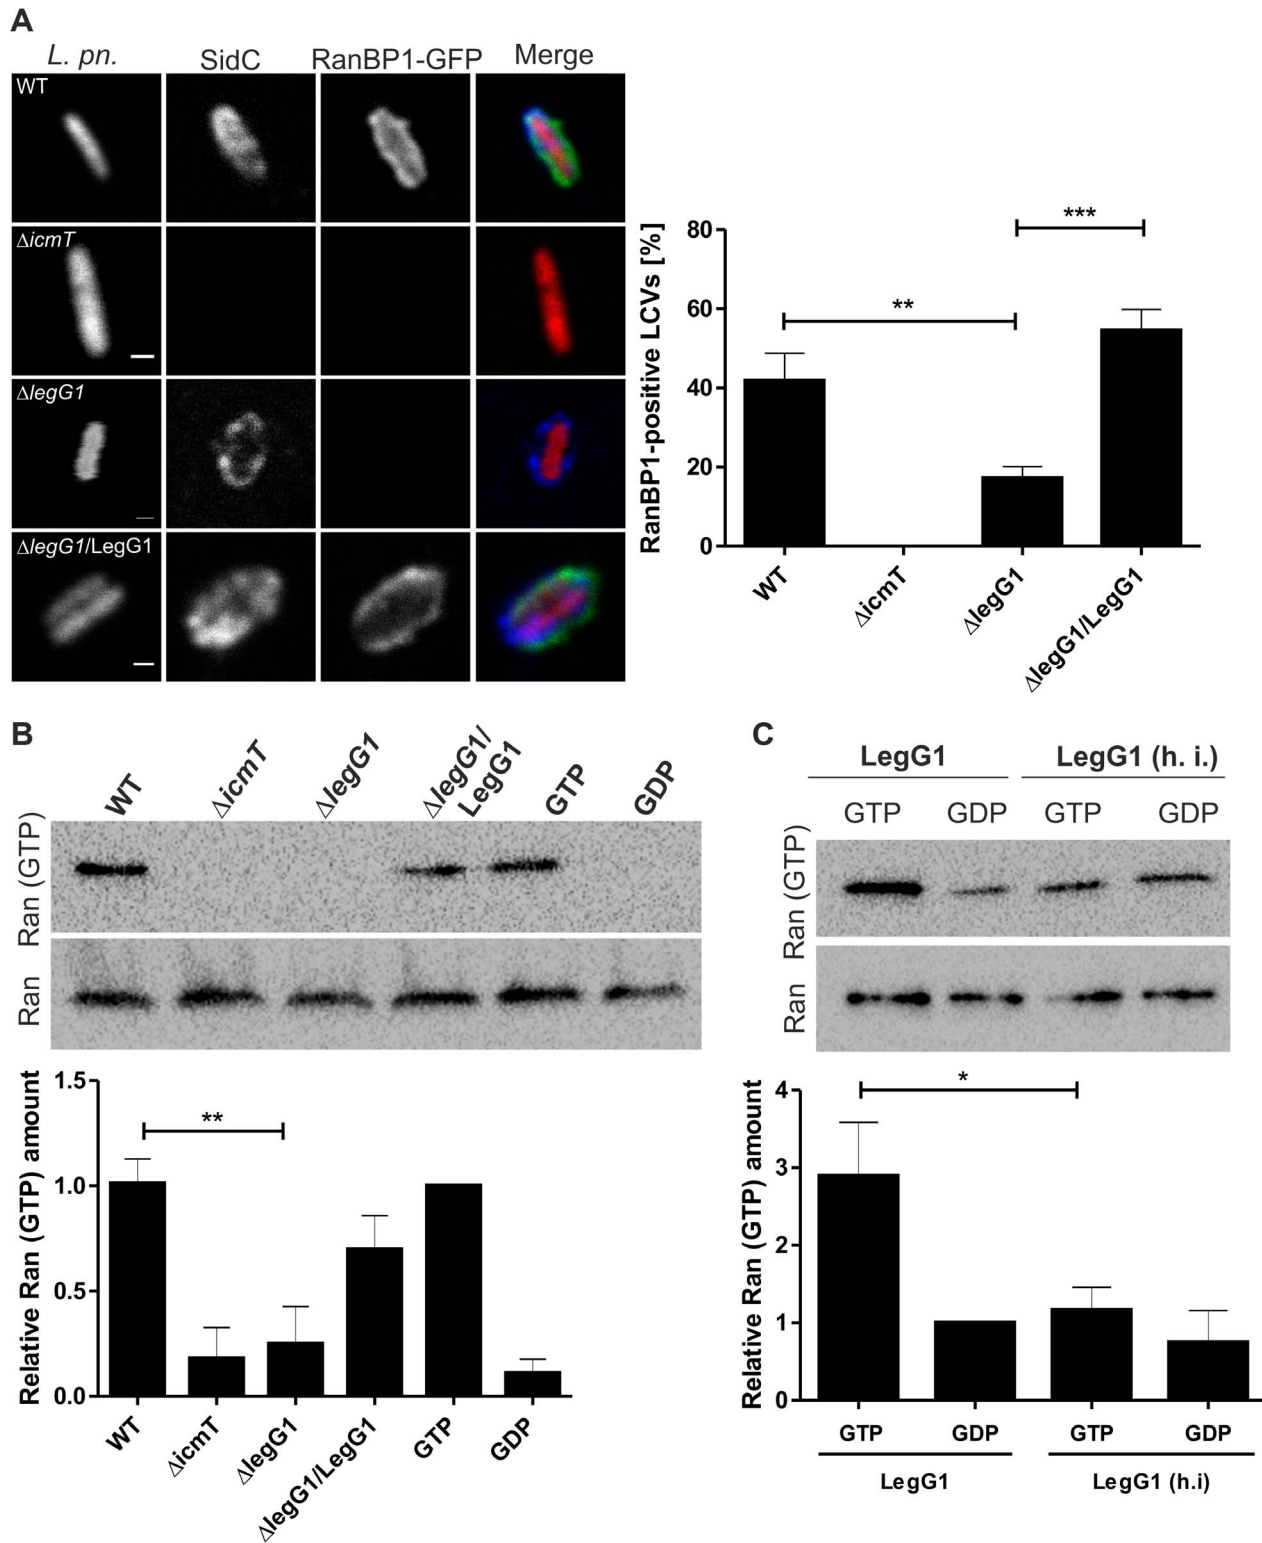 A
L. pn.
SidC
RanBP1-GFP
Merge
WT
ΔicmT
ΔlegG1
ΔlegG1/LegG1
RanBP1-positive LCVs [%]
80
60
40
20
0
**
***
WT
ΔicmT
ΔlegG1
ΔlegG1/LegG1
B
WT
ΔicmT
ΔlegG1
ΔlegG1/
LegG1
GTP
GDP
Ran (GTP)
Ran
Relative Ran (GTP) amount
1.5
1.0
0.5
0.0
**
WT
ΔicmT
ΔlegG1
ΔlegG1/LegG1
GTP
GDP
C
LegG1
LegG1 (h. i.)
GTP
GDP
GTP
GDP
Ran (GTP)
Ran
Relative Ran (GTP) amount
4
3
2
1
0
*
GTP
GDP
GTP
GDP
LegG1
LegG1 (h.i)